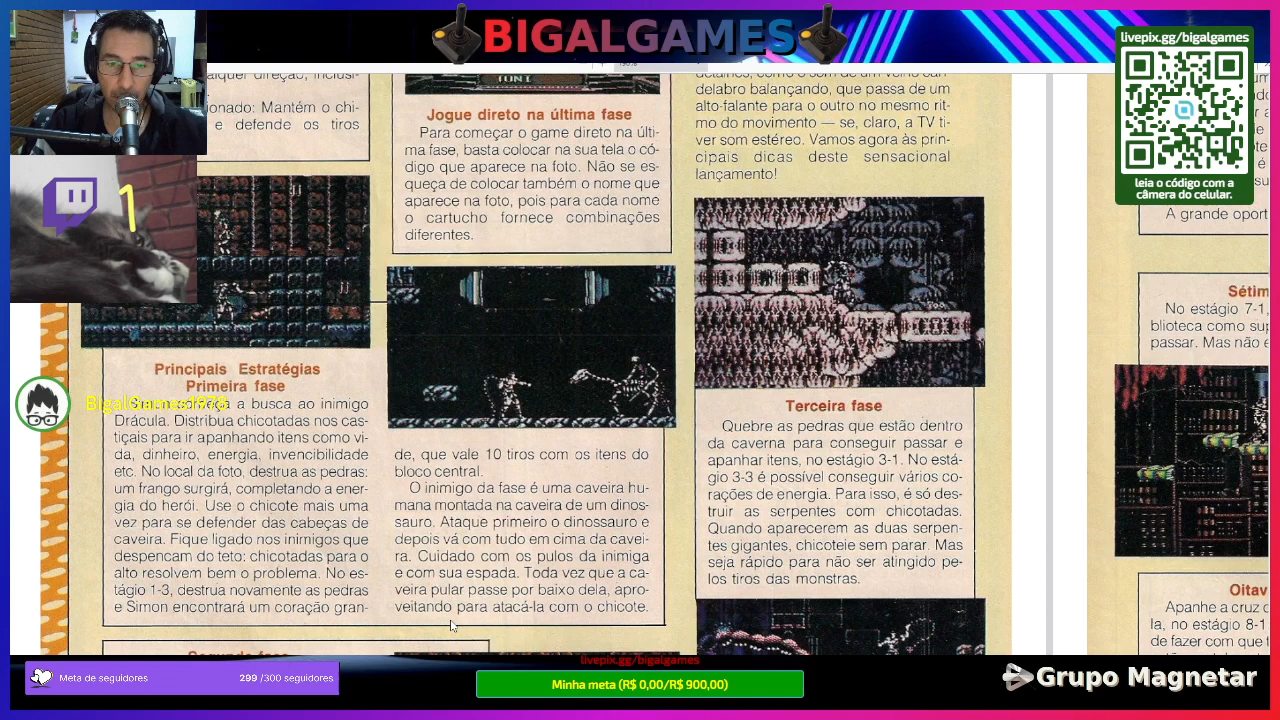 BIGALGAMES
livepix.gg/bigalgames
leia o código com a
câmera do celular.
1
ionado: Mantém o chi-
e defende os tiros
Principais Estratégias
Primeira fase
BigalGames1978
a busca ao inimigo
Drácula. Distribua chicotadas nos cas-
tiçais para ir apanhando itens como vi-
da, dinheiro, energia, invencibilidade
etc. No local da foto, destrua as pedras:
um frango surgirá, completando a ener-
gia do herói. Use o chicote mais uma
vez para se defender das cabeças de
caveira. Fique ligado nos inimigos que
despencam do teto: chicotadas para o
alto resolvem bem o problema. No es-
tágio 1-3, destrua novamente as pedras
e Simon encontrará um coração gran-
Jogue direto na última fase
Para começar o game direto na últi-
ma fase, basta colocar na sua tela o có-
digo que aparece na foto. Não se es-
queça de colocar também o nome que
aparece na foto, pois para cada nome
o cartucho fornece combinações
diferentes.
de, que vale 10 tiros com os itens do
bloco central.
O inimigo da fase é uma caveira hu-
mana montada na caveira de um dinos-
sauro. Ataque primeiro o dinossauro e
depois vá com tudo em cima da cavei-
ra. Cuidado com os pulos da inimiga
e com sua espada. Toda vez que a ca-
veira pular passe por baixo dela, apro-
veitando para atacá-la com o chicote.
delabro balançando, que passa de um
alto-falante para o outro no mesmo rit-
mo do movimento — se, claro, a TV ti-
ver som estéreo. Vamos agora às prin-
cipais dicas deste sensacional
lançamento!
Terceira fase
Quebre as pedras que estão dentro
da caverna para conseguir passar e
apanhar itens, no estágio 3-1. No está-
gio 3-3 é possível conseguir vários co-
rações de energia. Para isso, é só des-
truir as serpentes com chicotadas.
Quando aparecerem as duas serpen-
tes gigantes, chicoteie sem parar. Mas
seja rápido para não ser atingido pe-
los tiros das monstras.
A grande oport
Sétim
No estágio 7-1,
blioteca como sup
passar. Mas não e
Oitav
Apanhe a cruz c
la, no estágio 8-1
de fazer com que t
Meta de seguidores
299 /300 seguidores
livepix.gg/bigalgames
Minha meta (R$ 0,00/R$ 900,00)
Grupo Magnetar